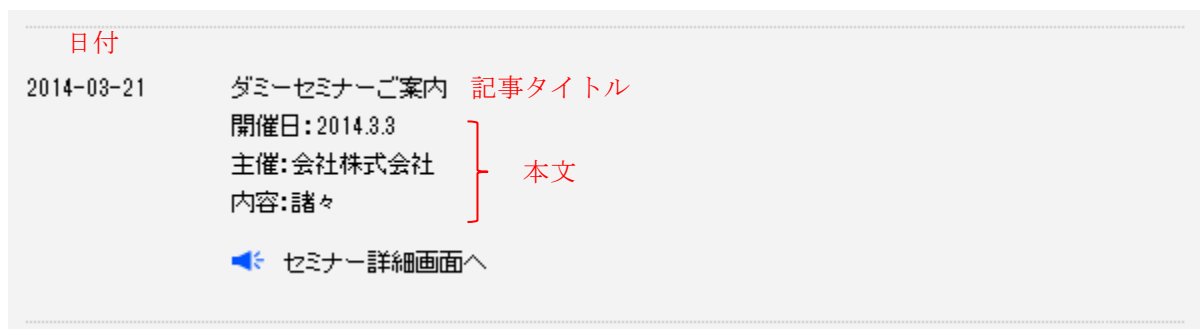 日付
2014-03-21 ダミーセミナーご案内 記事タイトル
開催日:2014.3.3
主催:会社株式会社
本文
内容:諸々
セミナー詳細画面へ